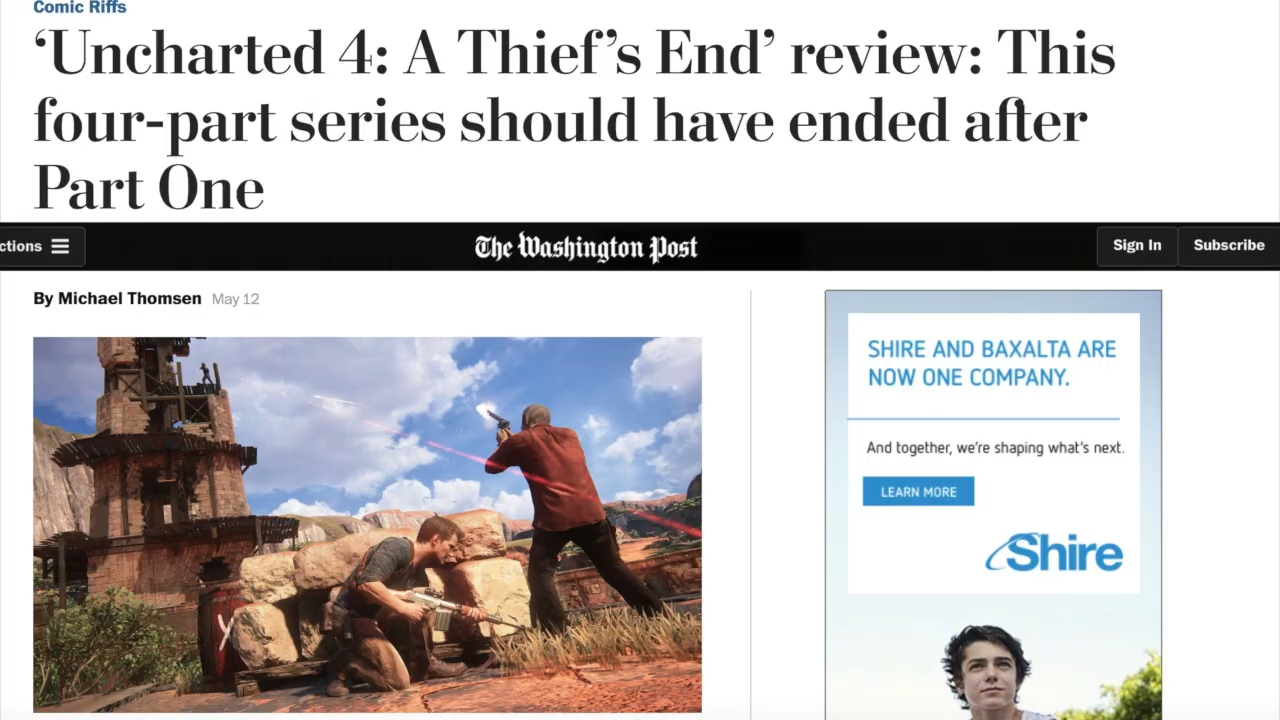 Comic Riffs
‘Uncharted 4: A Thief’s End’ review: This
four-part series should have ended after
Part One
ctions
The Washington Post
Sign In
Subscribe
By Michael Thomsen May 12
SHIRE AND BAXALTA ARE
NOW ONE COMPANY.
And together, we’re shaping what’s next.
LEARN MORE
Shire